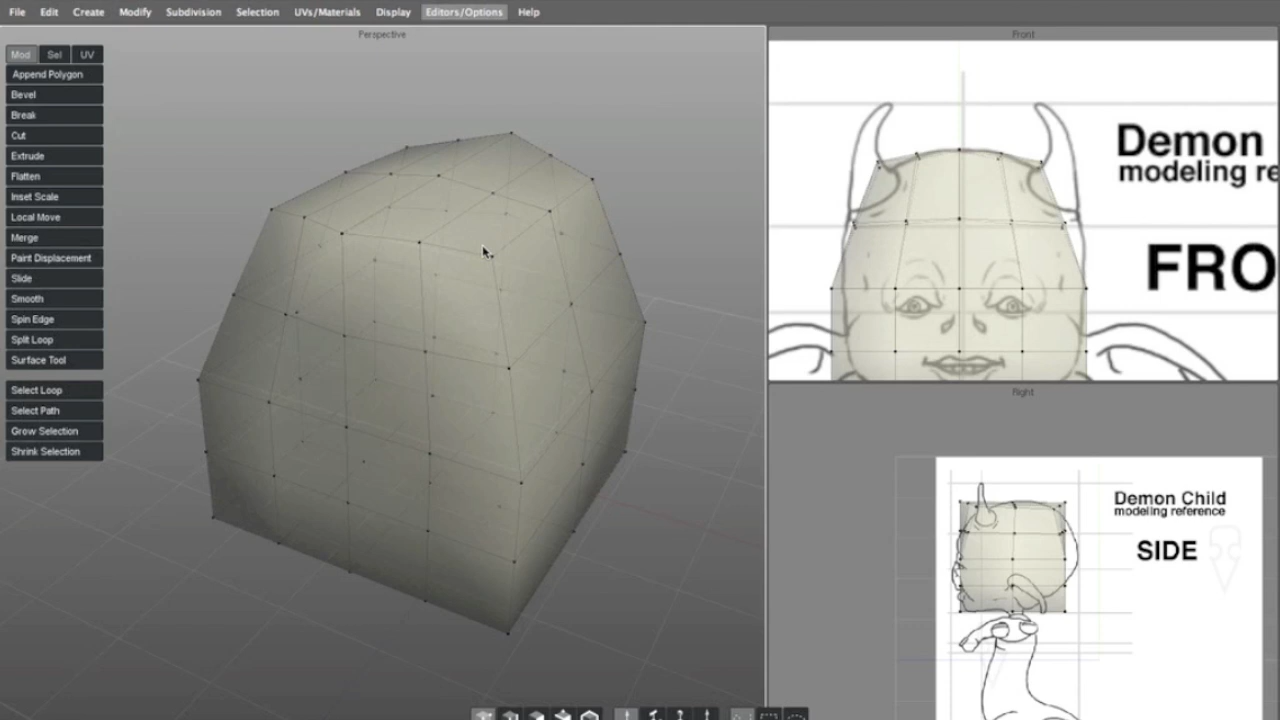 File Edit Create Modify Subdivision Selection UVs/Materials Display Editors/Options Help
Perspective
Front
Mod Sel UV
Append Polygon
Bevel
Break
Cut
Extrude
Flatten
Inset Scale
Local Move
Merge
Paint Displacement
Slide
Smooth
Spin Edge
Split Loop
Surface Tool
Select Loop
Select Path
Grow Selection
Shrink Selection
Demon
modeling re
FRO
Right
Demon Child
modeling reference
SIDE